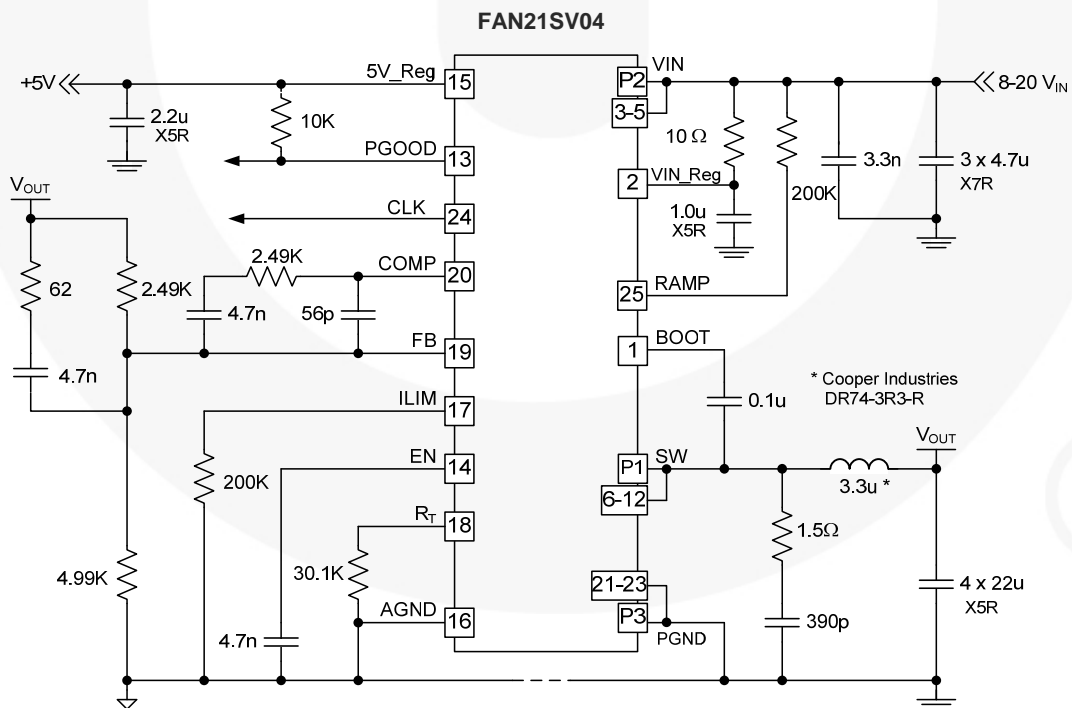 FAN21SV04
+5V
5V_Reg
15
2.2u
X5R
10K
PGOOD
13
CLK
24
VOUT
62
2.49K
4.7n
2.49K
COMP
20
4.7n
56p
FB
19
ILIM
17
200K
EN
14
RT
18
30.1K
4.99K
AGND
16
4.7n
P2
VIN
3-5
8-20 VIN
10 Ω
2
VIN_Reg
1.0u
X5R
200K
3.3n
3 x 4.7u
X7R
25
RAMP
1
BOOT
0.1u
* Cooper Industries
DR74-3R3-R
P1
SW
6-12
3.3u *
VOUT
1.5Ω
390p
4 x 22u
X5R
21-23
P3
PGND